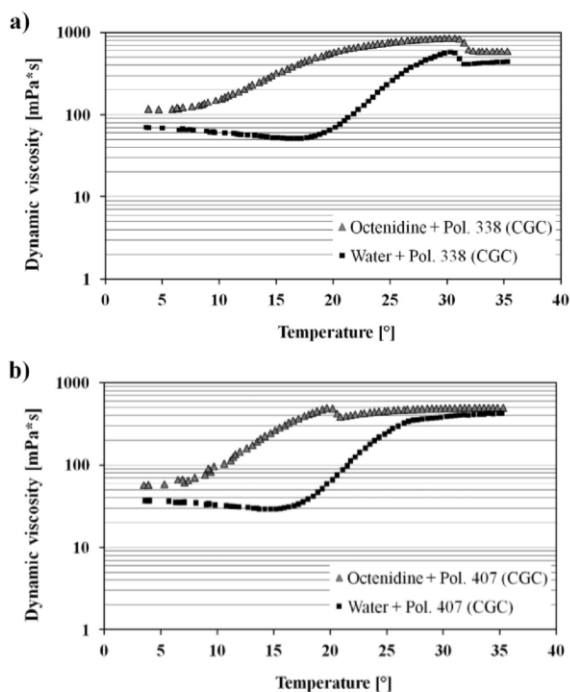 a)
1000
100
10
1
Dynamic viscosity [mPa*s]
Octenidine + Pol. 338 (CGC)
Water + Pol. 338 (CGC)
0 5 10 15 20 25 30 35 40
Temperature [°]
b)
1000
100
10
1
Dynamic viscosity [mPa*s]
Octenidine + Pol. 407 (CGC)
Water + Pol. 407 (CGC)
0 5 10 15 20 25 30 35 40
Temperature [°]